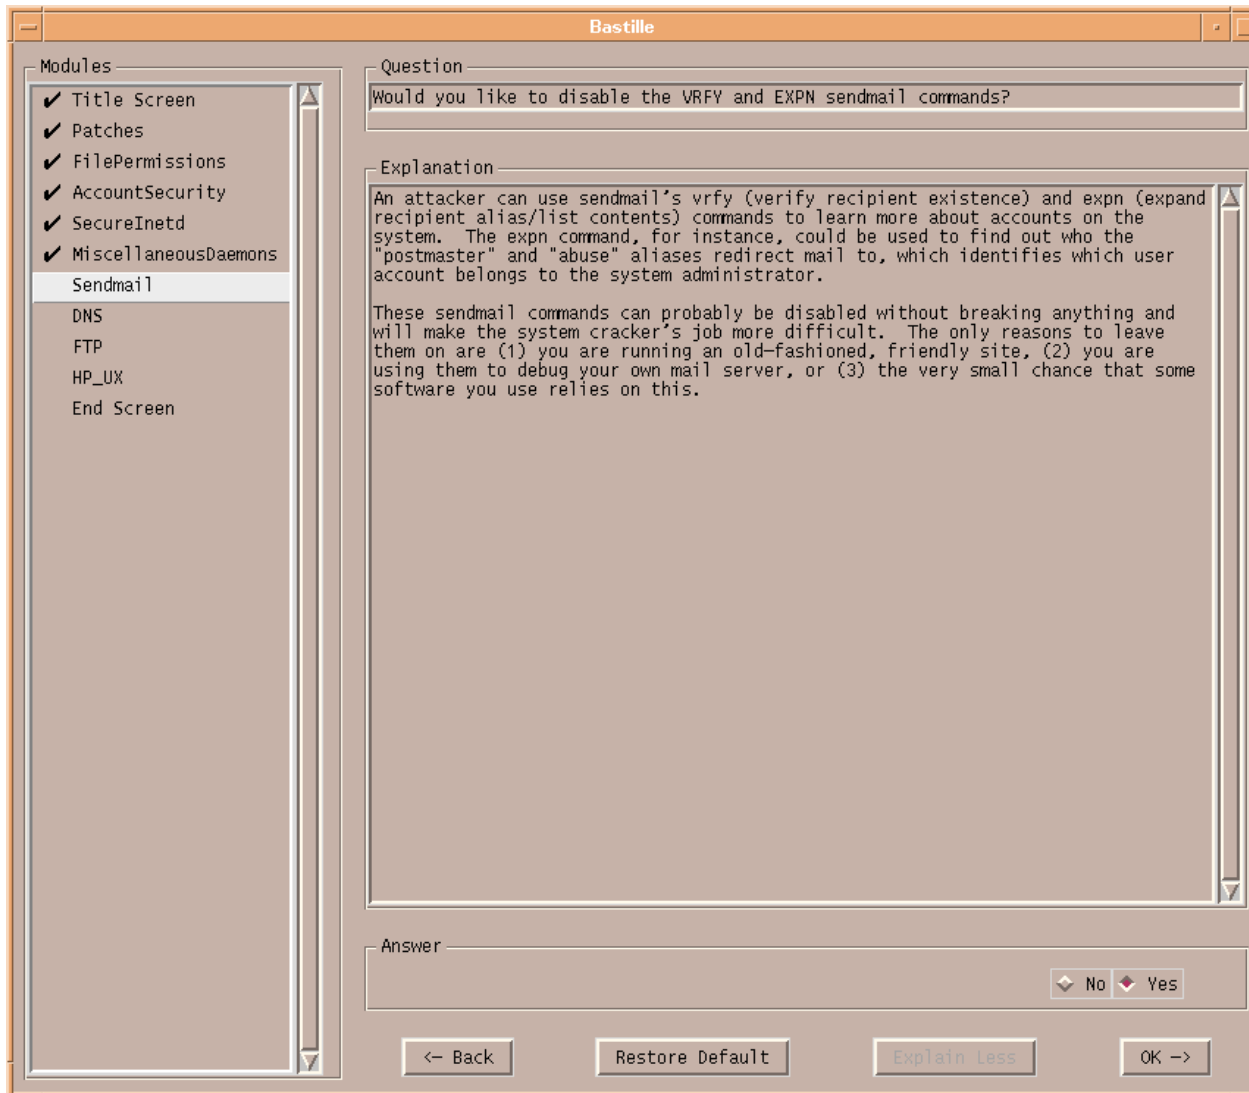 Bastille
Modules
Title Screen
Patches
FilePermissions
AccountSecurity
SecureInetd
MiscellaneousDaemons
Sendmail
DNS
FTP
HP_UX
End Screen
Question
Would you like to disable the VRFY and EXPN sendmail commands?
Explanation
An attacker can use sendmail's vrfy (verify recipient existence) and expn (expand
recipient alias/list contents) commands to learn more about accounts on the
system.  The expn command, for instance, could be used to find out who the
"postmaster" and "abuse" aliases redirect mail to, which identifies which user
account belongs to the system administrator.
These sendmail commands can probably be disabled without breaking anything and
will make the system cracker's job more difficult.  The only reasons to leave
them on are (1) you are running an old-fashioned, friendly site, (2) you are
using them to debug your own mail server, or (3) the very small chance that some
software you use relies on this.
Answer
No Yes
<- Back Restore Default Explain Less OK ->